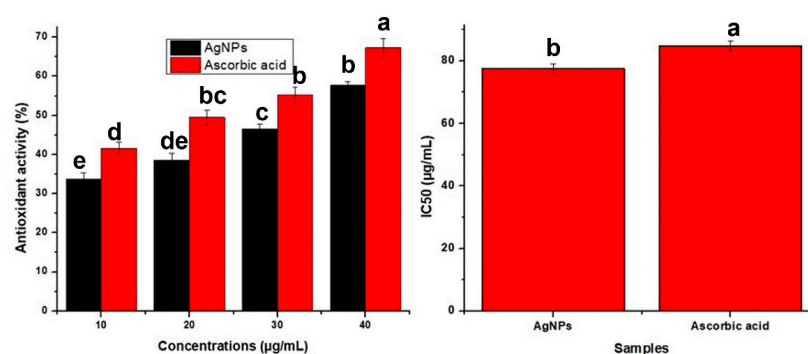 70
60
50
40
30
20
10
0
Antioxidant activity (%)
AgNPs
Ascorbic acid
e
d
de
bc
c
b
b
a
10
20
30
40
Concentrations (µg/mL)
80
60
40
20
0
IC50 (µg/mL)
b
a
AgNPs
Ascorbic acid
Samples